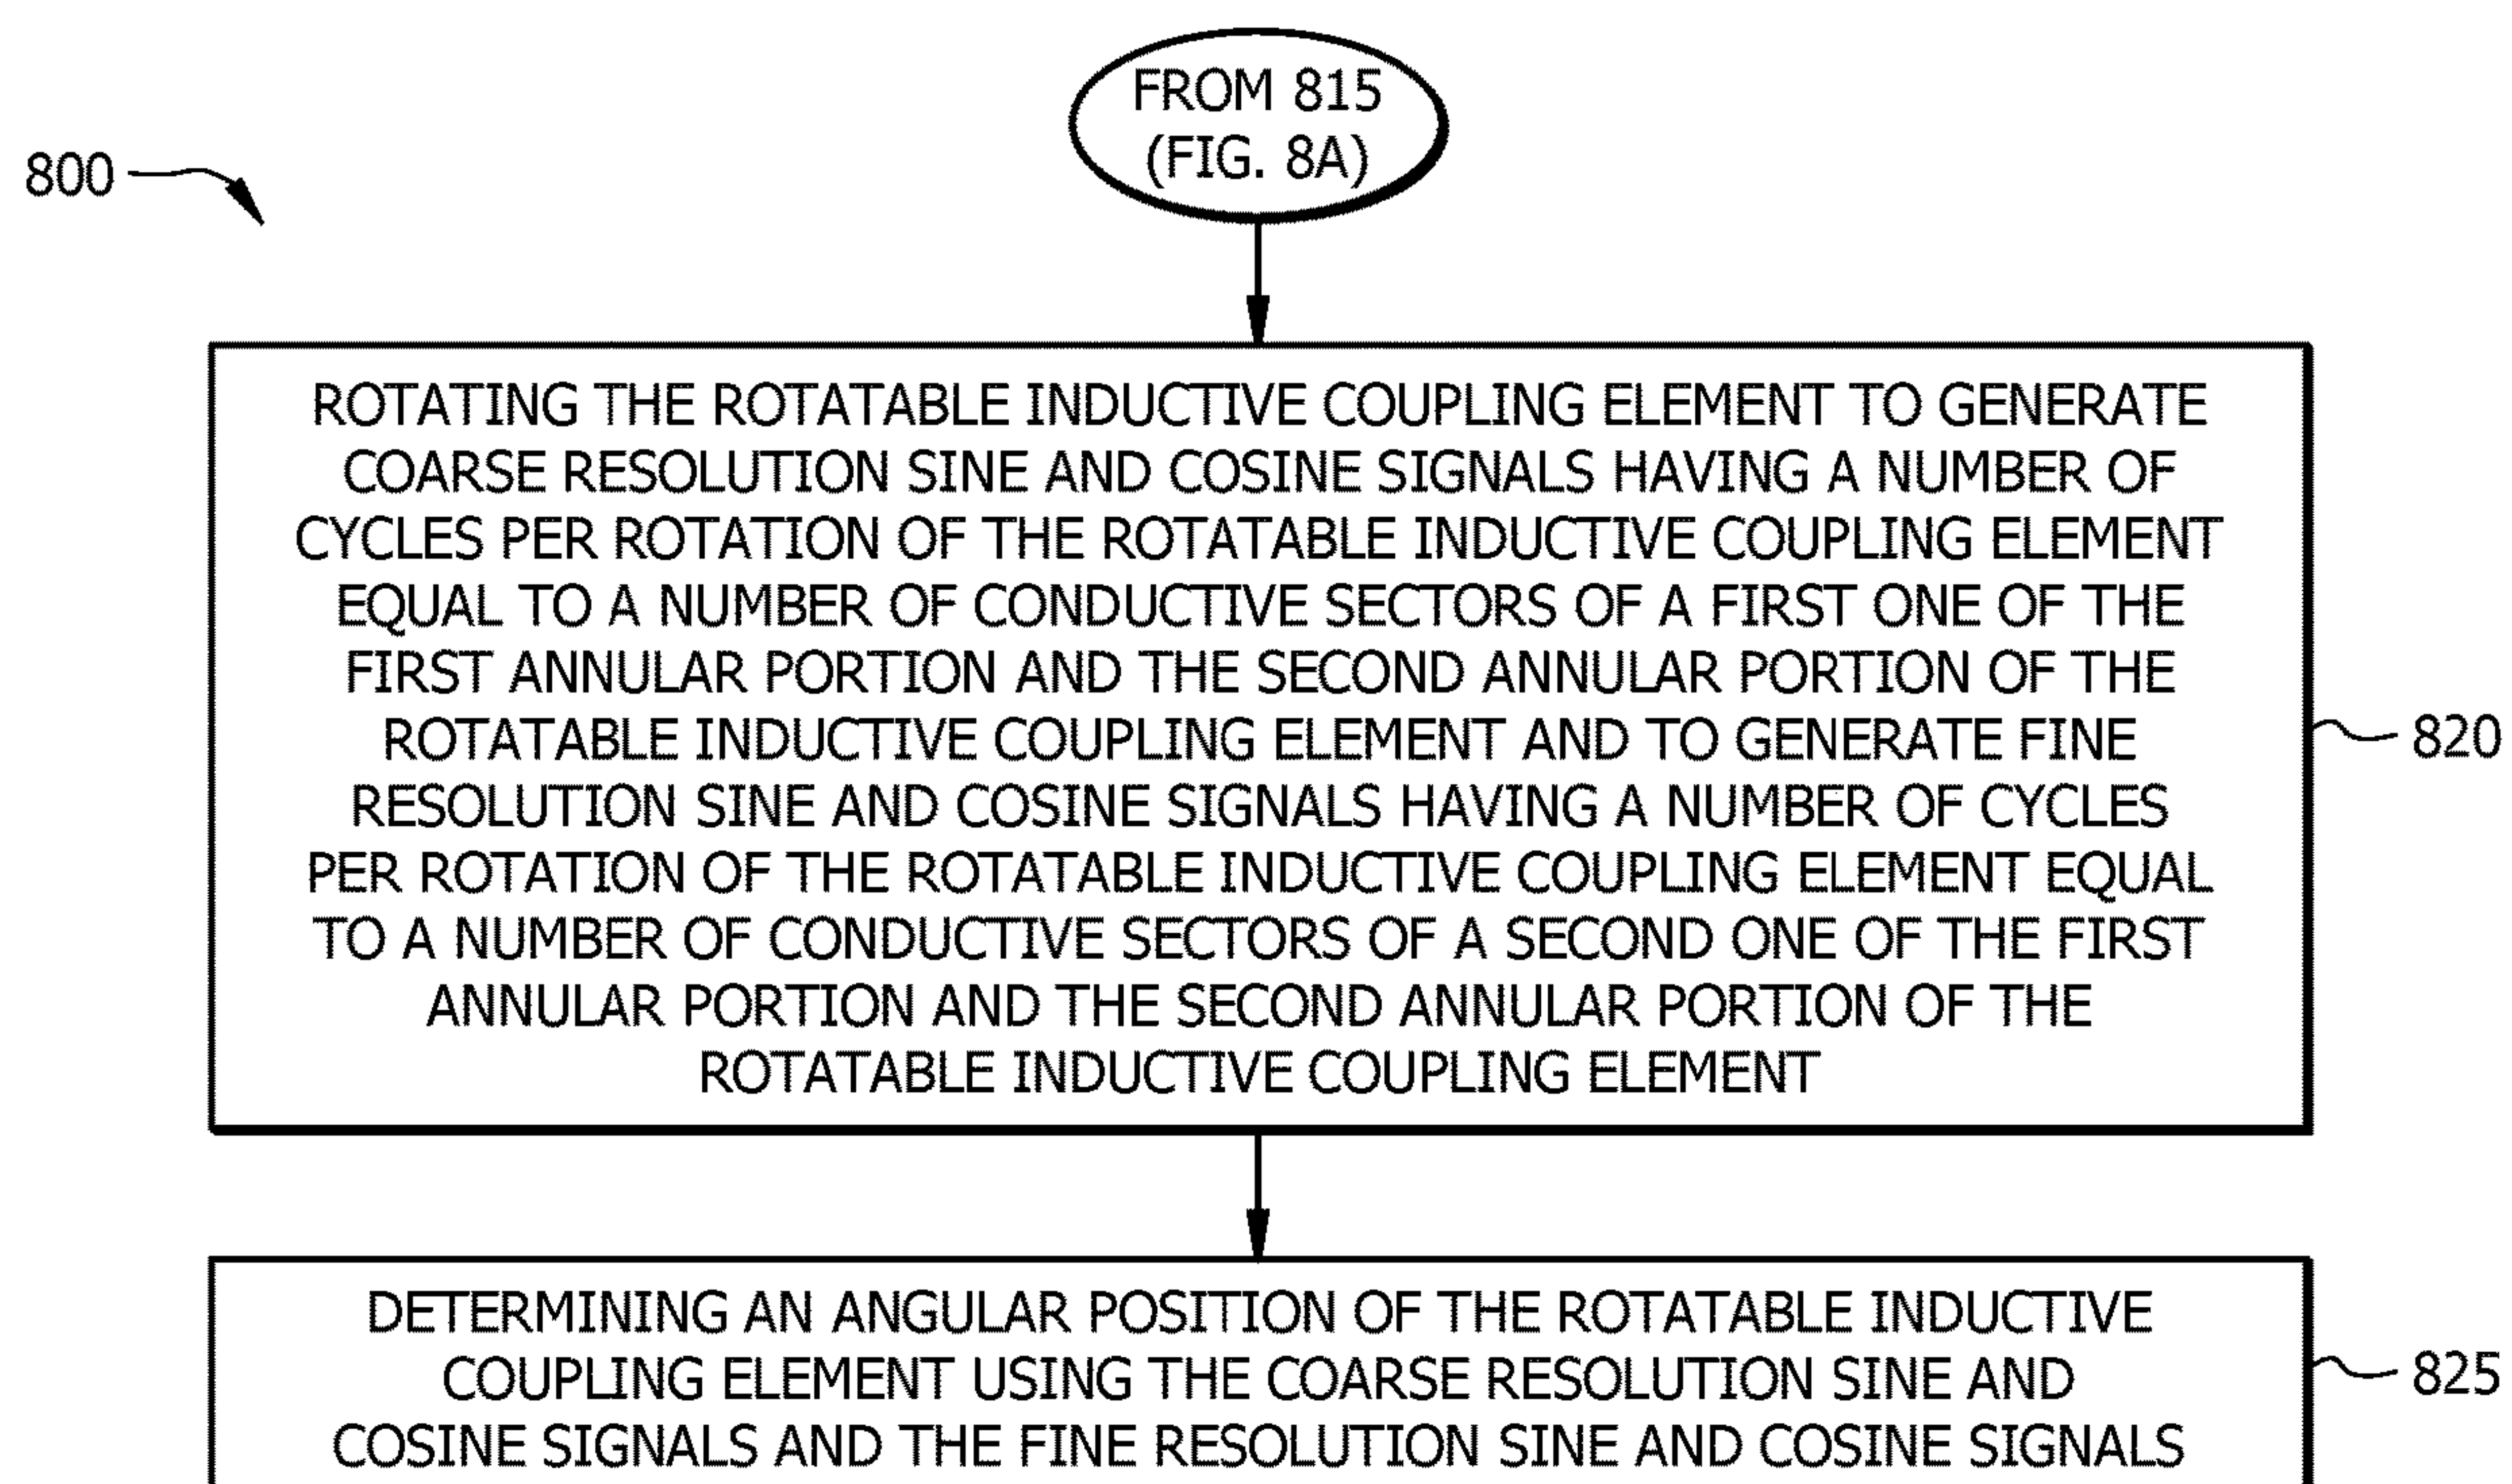 FROM 815
(FIG. 8A)
800
ROTATING THE ROTATABLE INDUCTIVE COUPLING ELEMENT TO GENERATE
COARSE RESOLUTION SINE AND COSINE SIGNALS HAVING A NUMBER OF
CYCLES PER ROTATION OF THE ROTATABLE INDUCTIVE COUPLING ELEMENT
EQUAL TO A NUMBER OF CONDUCTIVE SECTORS OF A FIRST ONE OF THE
FIRST ANNULAR PORTION AND THE SECOND ANNULAR PORTION OF THE
ROTATABLE INDUCTIVE COUPLING ELEMENT AND TO GENERATE FINE
RESOLUTION SINE AND COSINE SIGNALS HAVING A NUMBER OF CYCLES
PER ROTATION OF THE ROTATABLE INDUCTIVE COUPLING ELEMENT EQUAL
TO A NUMBER OF CONDUCTIVE SECTORS OF A SECOND ONE OF THE FIRST
ANNULAR PORTION AND THE SECOND ANNULAR PORTION OF THE
ROTATABLE INDUCTIVE COUPLING ELEMENT
820
DETERMINING AN ANGULAR POSITION OF THE ROTATABLE INDUCTIVE
COUPLING ELEMENT USING THE COARSE RESOLUTION SINE AND
COSINE SIGNALS AND THE FINE RESOLUTION SINE AND COSINE SIGNALS
825